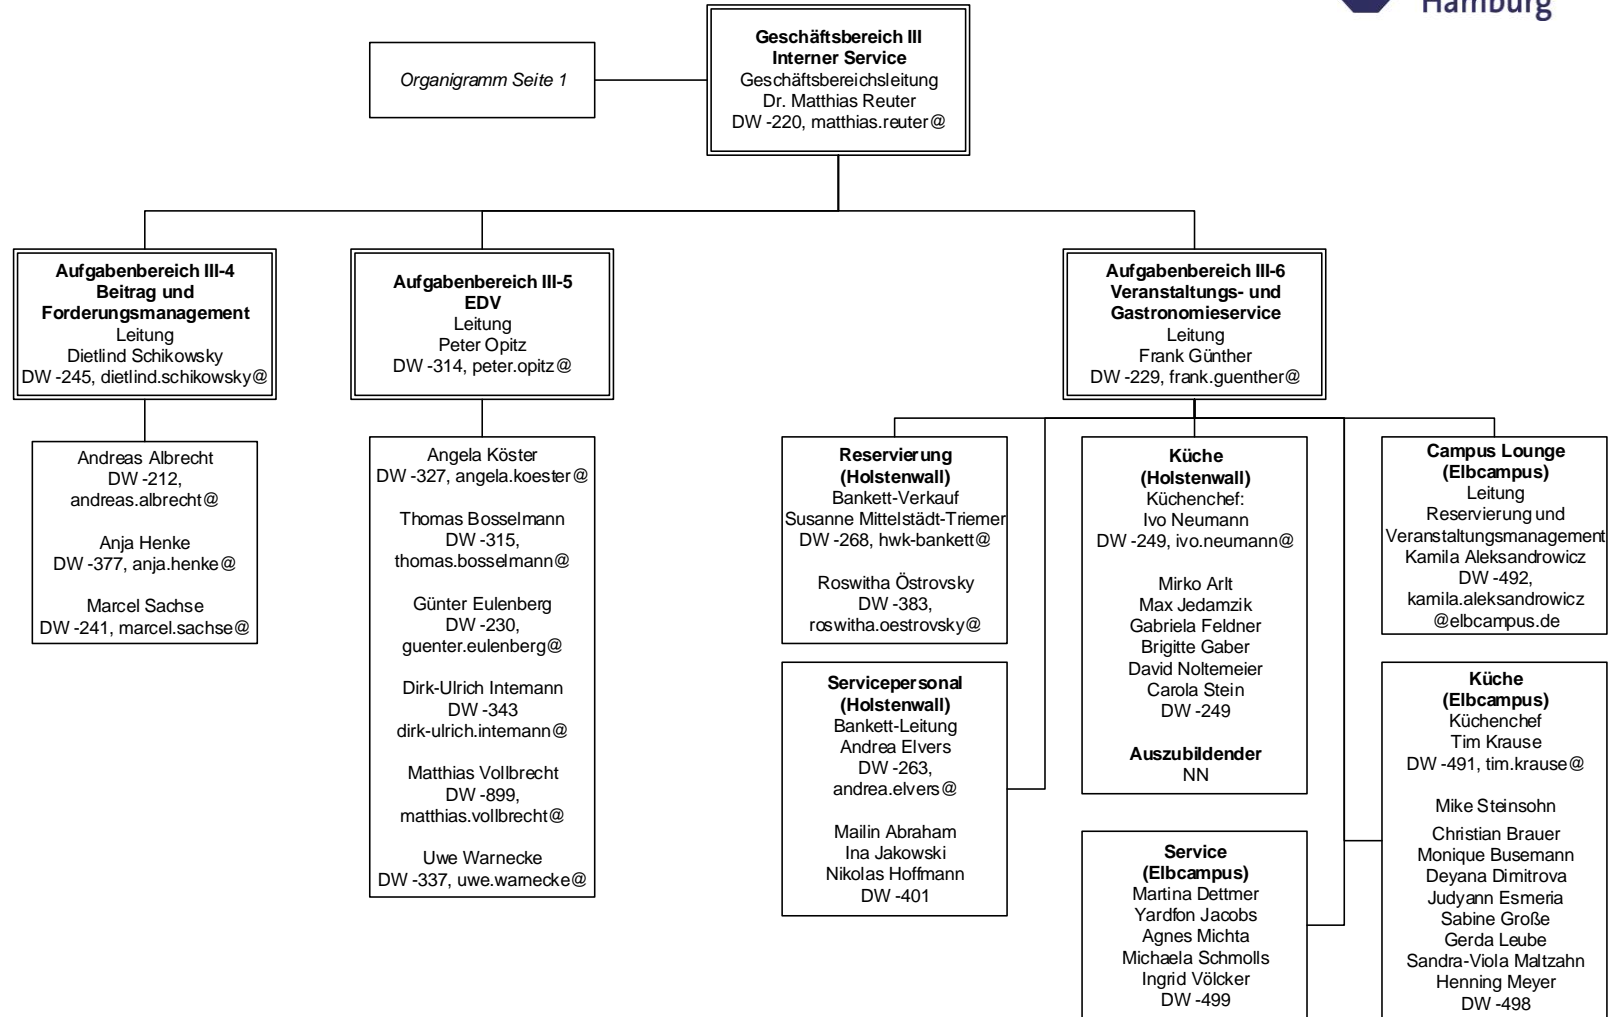 Hamburg
Geschäftsbereich III
Interner Service
Geschäftsbereichsleitung
Dr. Matthias Reuter
DW -220, matthias.reuter@
Organigramm Seite 1
Aufgabenbereich III-4
Beitrag und
Forderungsmanagement
Leitung
Dietlind Schikowsky
DW -245, dietlind.schikowsky@
Aufgabenbereich III-5
EDV
Leitung
Peter Opitz
DW -314, peter.opitz@
Aufgabenbereich III-6
Veranstaltungs- und
Gastronomieservice
Leitung
Frank Günther
DW -229, frank.guenther@
Andreas Albrecht
DW -212,
andreas.albrecht@
Anja Henke
DW -377, anja.henke@
Marcel Sachse
DW -241, marcel.sachse@
Angela Köster
DW -327, angela.koester@
Thomas Bosselmann
DW -315,
thomas.bosselmann@
Günter Eulenberg
DW -230,
guenter.eulenberg@
Dirk-Ulrich Intemann
DW -343
dirk-ulrich.intemann@
Matthias Vollbrecht
DW -899,
matthias.vollbrecht@
Uwe Warnecke
DW -337, uwe.warnecke@
Reservierung
(Holstenwall)
Bankett-Verkauf
Susanne Mittelstädt-Triemer
DW -268, hwk-bankett@
Roswitha Östrovsky
DW -383,
roswitha.oestrovsky@
Servicepersonal
(Holstenwall)
Bankett-Leitung
Andrea Elvers
DW -263,
andrea.elvers@
Mailin Abraham
Ina Jakowski
Nikolas Hoffmann
DW -401
Küche
(Holstenwall)
Küchenchef:
Ivo Neumann
DW -249, ivo.neumann@
Mirko Arlt
Max Jedamzik
Gabriela Feldner
Brigitte Gaber
David Noltemeier
Carola Stein
DW -249
Auszubildender
NN
Service
(Elbcampus)
Martina Dettmer
Yardfon Jacobs
Agnes Michta
Michaela Schmolls
Ingrid Völcker
DW -499
Campus Lounge
(Elbcampus)
Leitung
Reservierung und
Veranstaltungsmanagement
Kamila Aleksandrowicz
DW -492,
kamila.aleksandrowicz
@elbcampus.de
Küche
(Elbcampus)
Küchenchef
Tim Krause
DW -491, tim.krause@
Mike Steinsohn
Christian Brauer
Monique Busemann
Deyana Dimitrova
Judyann Esmeria
Sabine Große
Gerda Leube
Sandra-Viola Maltzahn
Henning Meyer
DW -498